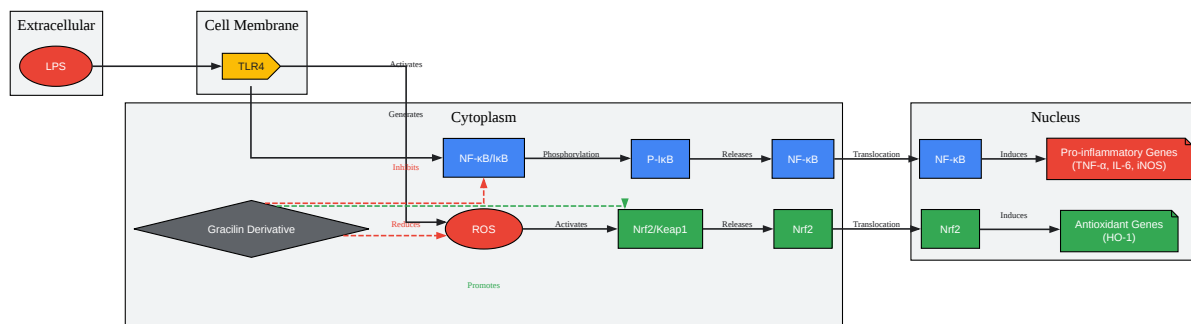 Extracellular
Cell Membrane
LPS
TLR4
Activates
Generates
Cytoplasm
Nucleus
NF-κB/IκB
Phosphorylation
P-IκB
Releases
NF-κB
Translocation
NF-κB
Induces
Pro-inflammatory Genes
(TNF-α, IL-6, iNOS)
Inhibits
Gracilin Derivative
Reduces
ROS
Activates
Nrf2/Keap1
Releases
Nrf2
Translocation
Nrf2
Induces
Antioxidant Genes
(HO-1)
Promotes